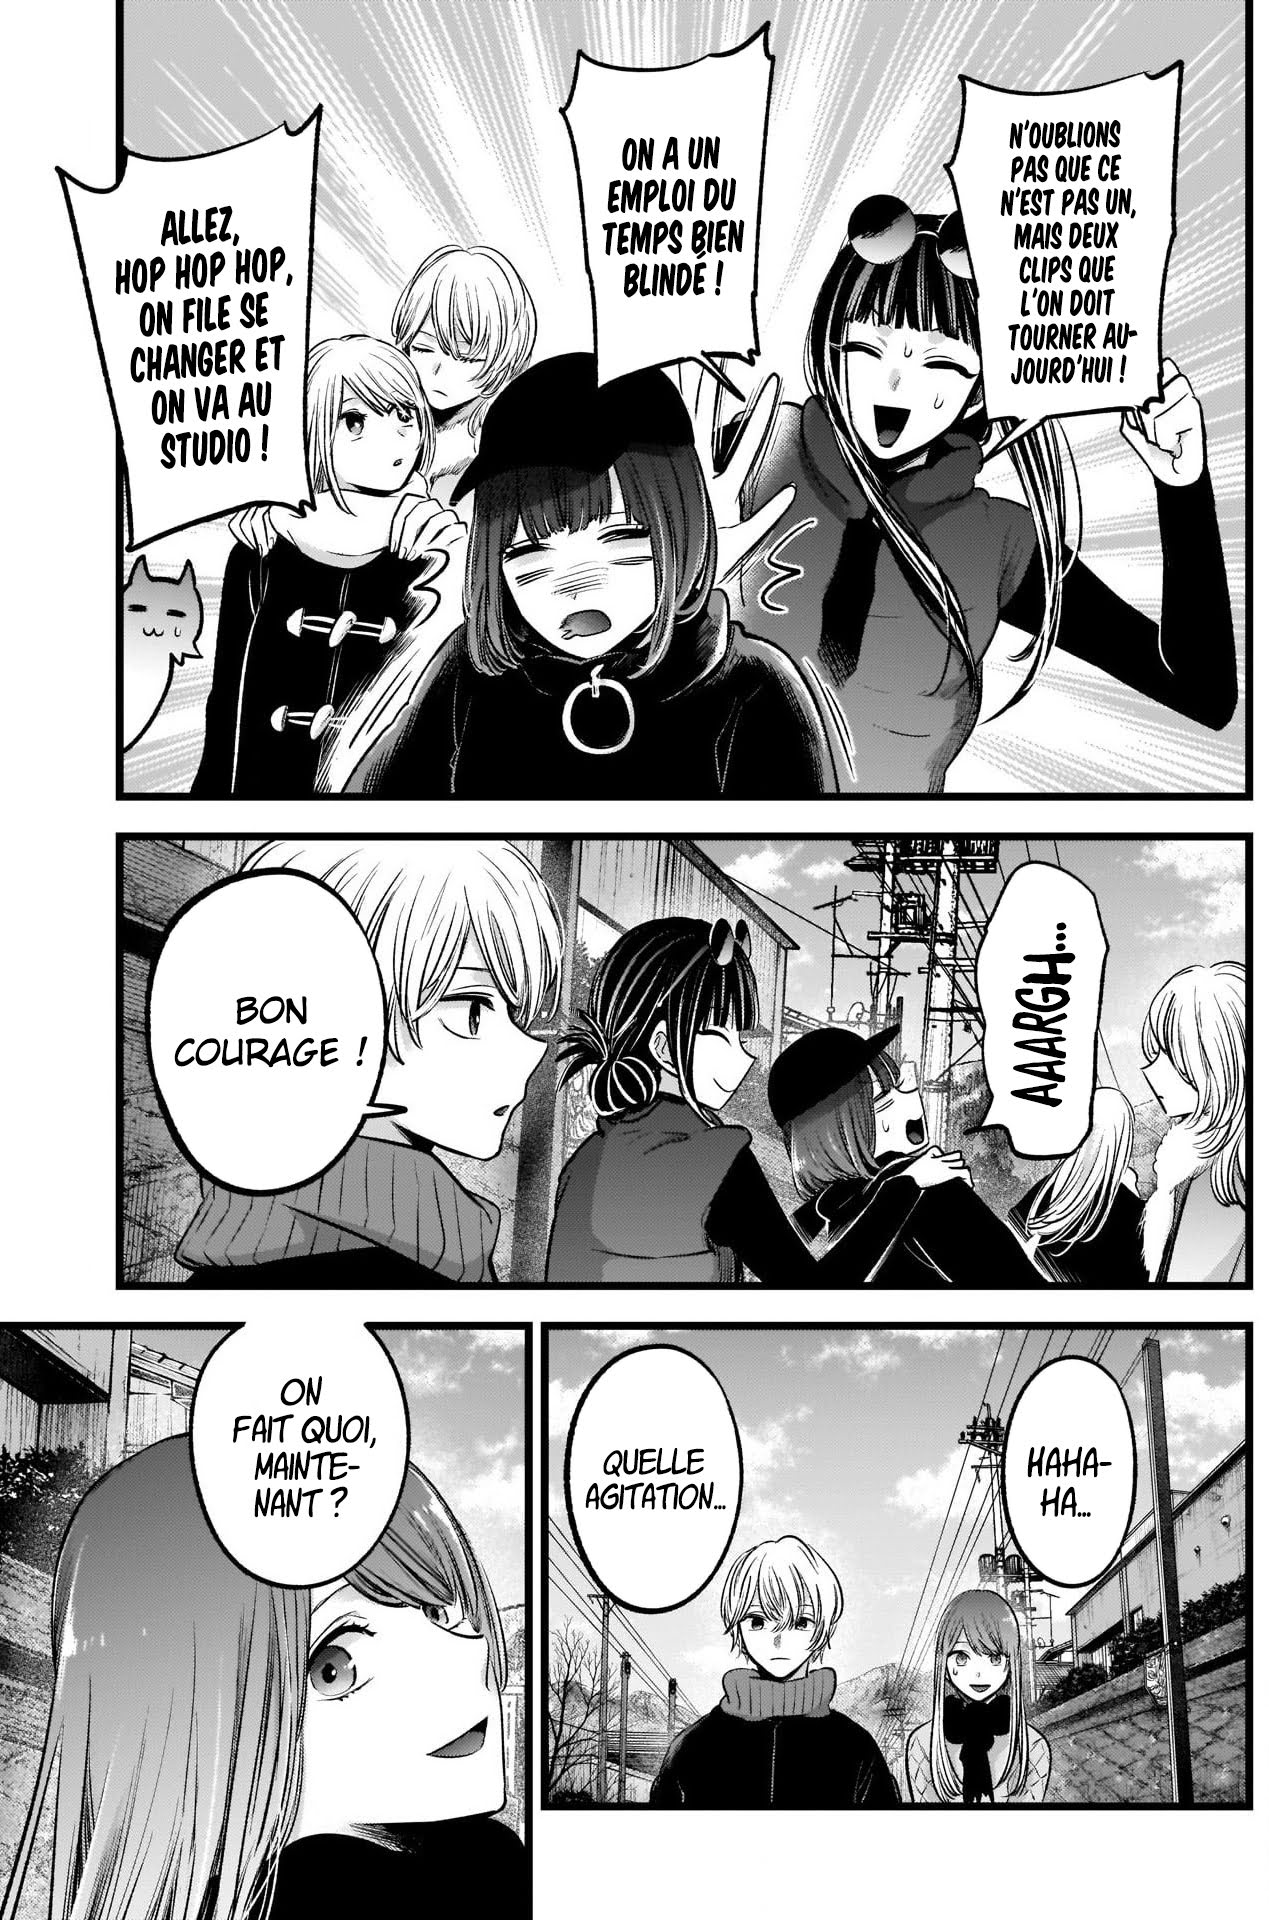 N'OUBLIONS
PAS QUE CE
N'EST PAS UN,
MAIS DEUX
CLIPS QUE
L'ON DOIT
TOURNER AU-
JOURD'HUI !
ON A UN
EMPLOI DU
TEMPS BIEN
BLINDÉ !
ALLEZ,
HOP HOP HOP,
ON FILE SE
CHANGER ET
ON VA AU
STUDIO !
AAARGH...
BON
COURAGE !
HAHA-
HA...
QUELLE
AGITATION...
ON
FAIT QUOI,
MAINTE-
NANT ?